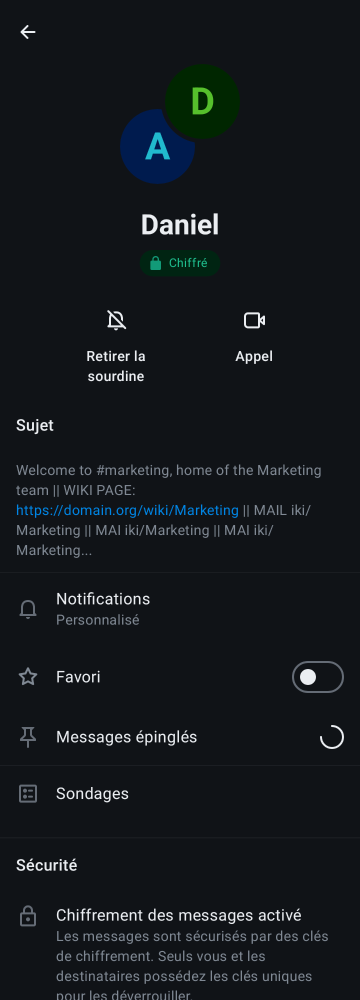 D
A
Daniel
Chiffré
Retirer la
sourdine
Appel
Sujet
Welcome to #marketing, home of the Marketing
team || WIKI PAGE:
https://domain.org/wiki/Marketing || MAIL iki/
Marketing || MAI iki/Marketing || MAI iki/
Marketing...
Notifications
Personnalisé
Favori
Messages épinglés
Sondages
Sécurité
Chiffrement des messages activé
Les messages sont sécurisés par des clés
de chiffrement. Seuls vous et les
destinataires possédez les clés uniques
pour les déverrouiller.